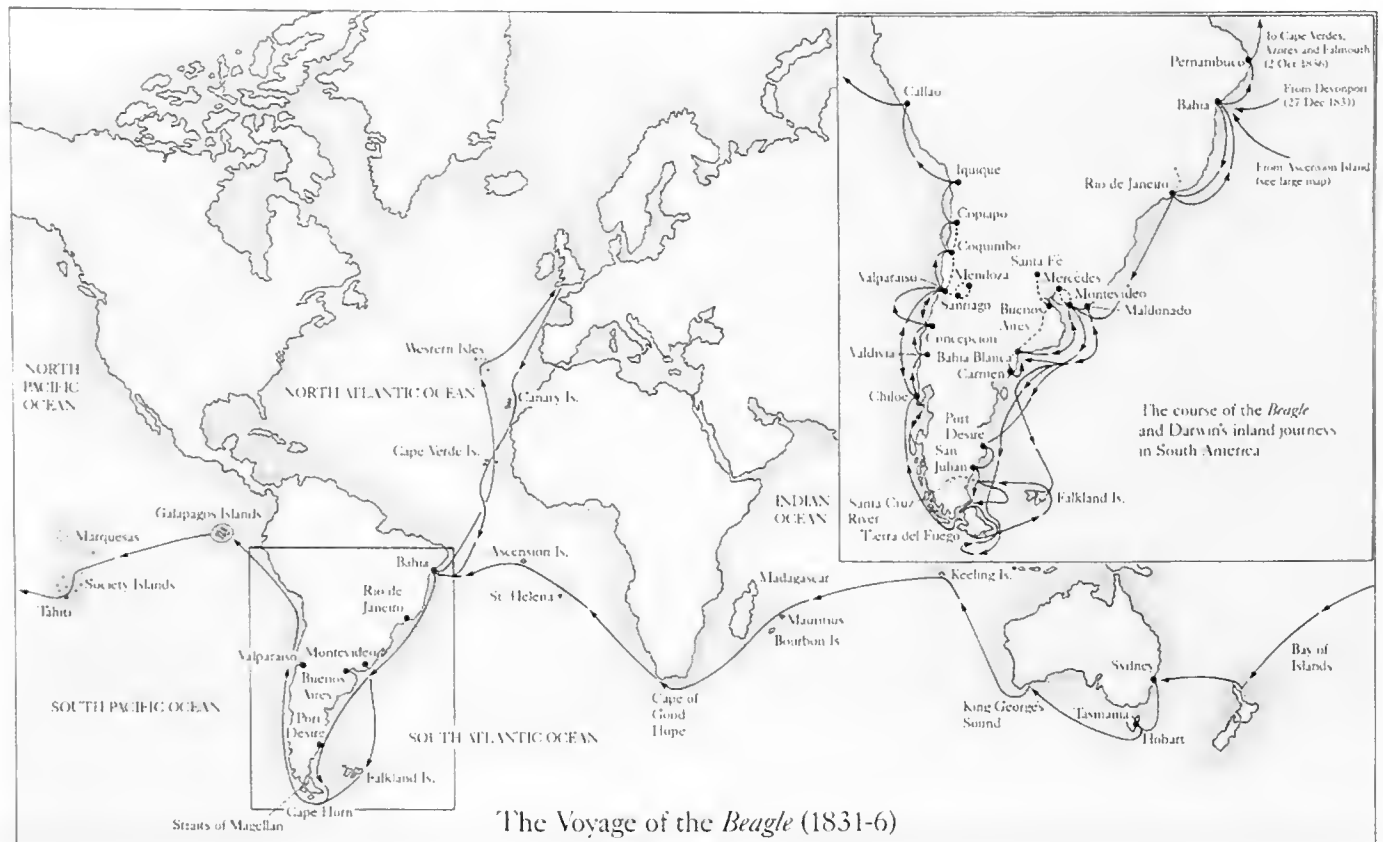 NORTH
PACIFIC
OCEAN
Western Isles
NORTH ATLANTIC OCEAN
Canary Is.
Cape Verde Is.
INDIAN
OCEAN
Galapagos Islands
Marquesas
Society Islands
Tahiti
Bahia
Ascension Is.
St. Helena
Rio de
Janeiro
Madagascar
Mauritius
Bourbon Is
Keeling Is.
Valparaiso
Montevideo
Buenos
Aires
Port
Desire
SOUTH PACIFIC OCEAN
SOUTH ATLANTIC OCEAN
Cape of
Good
Hope
Falkland Is.
Cape Horn
Straits of Magellan
King George's
Sound
Sydney
Tasmania
Hobart
Bay of
Islands
The Voyage of the Beagle (1831-6)
To Cape Verdes,
Azores and Falmouth
(2 Oct 1836)
Pernambuco
Callao
Bahia
From Devonport
(27 Dec 1831)
From Ascension Island
(see large map)
Iquique
Rio de Janeiro
Copiapo
Coquimbo
Santa Fé
Mendoza
Mercedes
Valparaiso
Santiago
Montevideo
Buenos
Aires
Maldonado
Concepcion
Valdivia
Bahia Blanca
Carmen
Chiloe
Port
Desire
San
Julian
The course of the Beagle
and Darwin's inland journeys
in South America
Santa Cruz
River
Falkland Is.
Tierra del Fuego